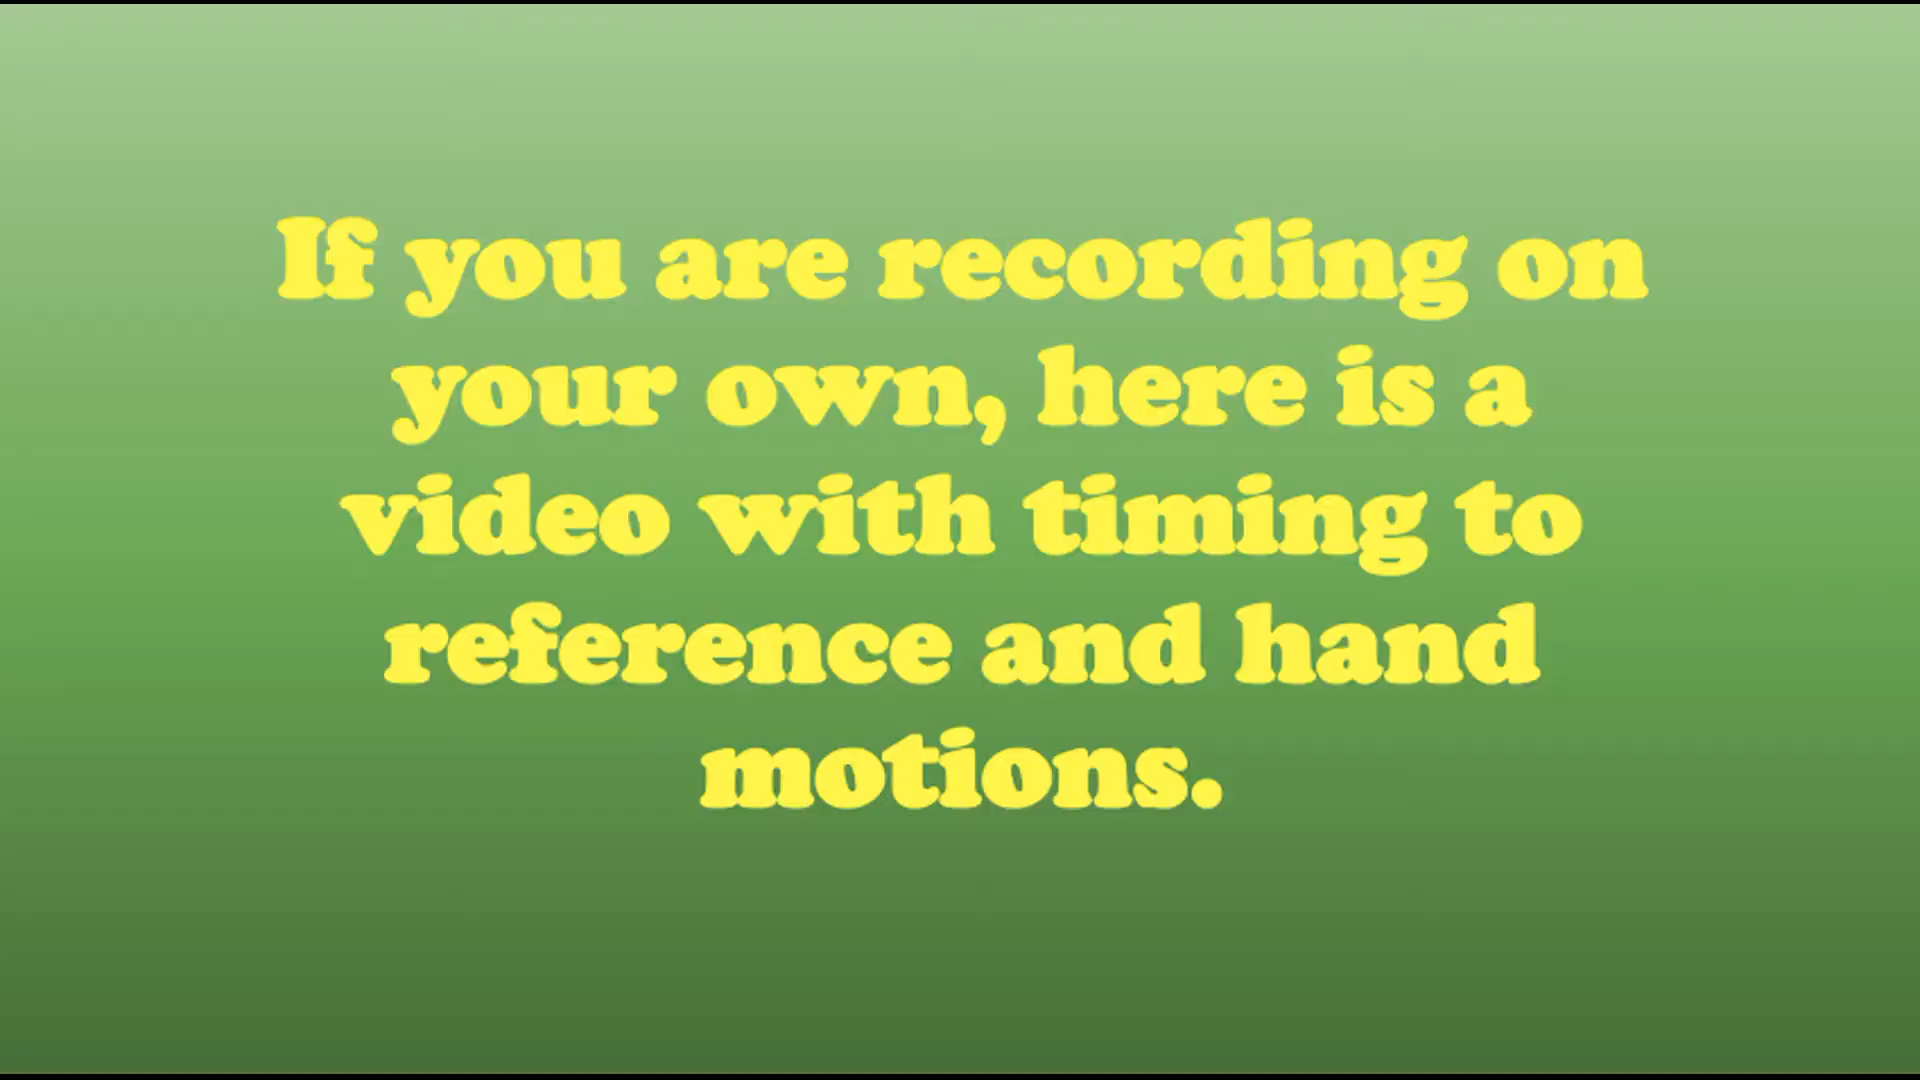 If you are recording on
your own, here is a
video with timing to
reference and hand
motions.